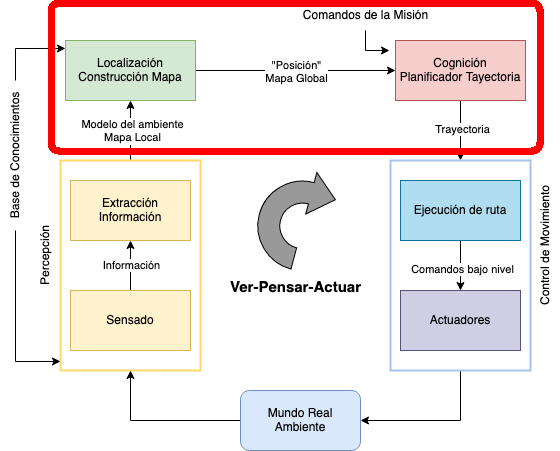 Comandos de la Misión
Localización
Construcción Mapa
"Posición"
Mapa Global
Cognición
Planificador Tayectoria
Modelo del ambiente
Mapa Local
Trayectoria
Base de Conocimientos
Percepción
Extracción
Información
Información
Sensado
Ver-Pensar-Actuar
Ejecución de ruta
Comandos bajo nivel
Actuadores
Control de Movimiento
Mundo Real
Ambiente